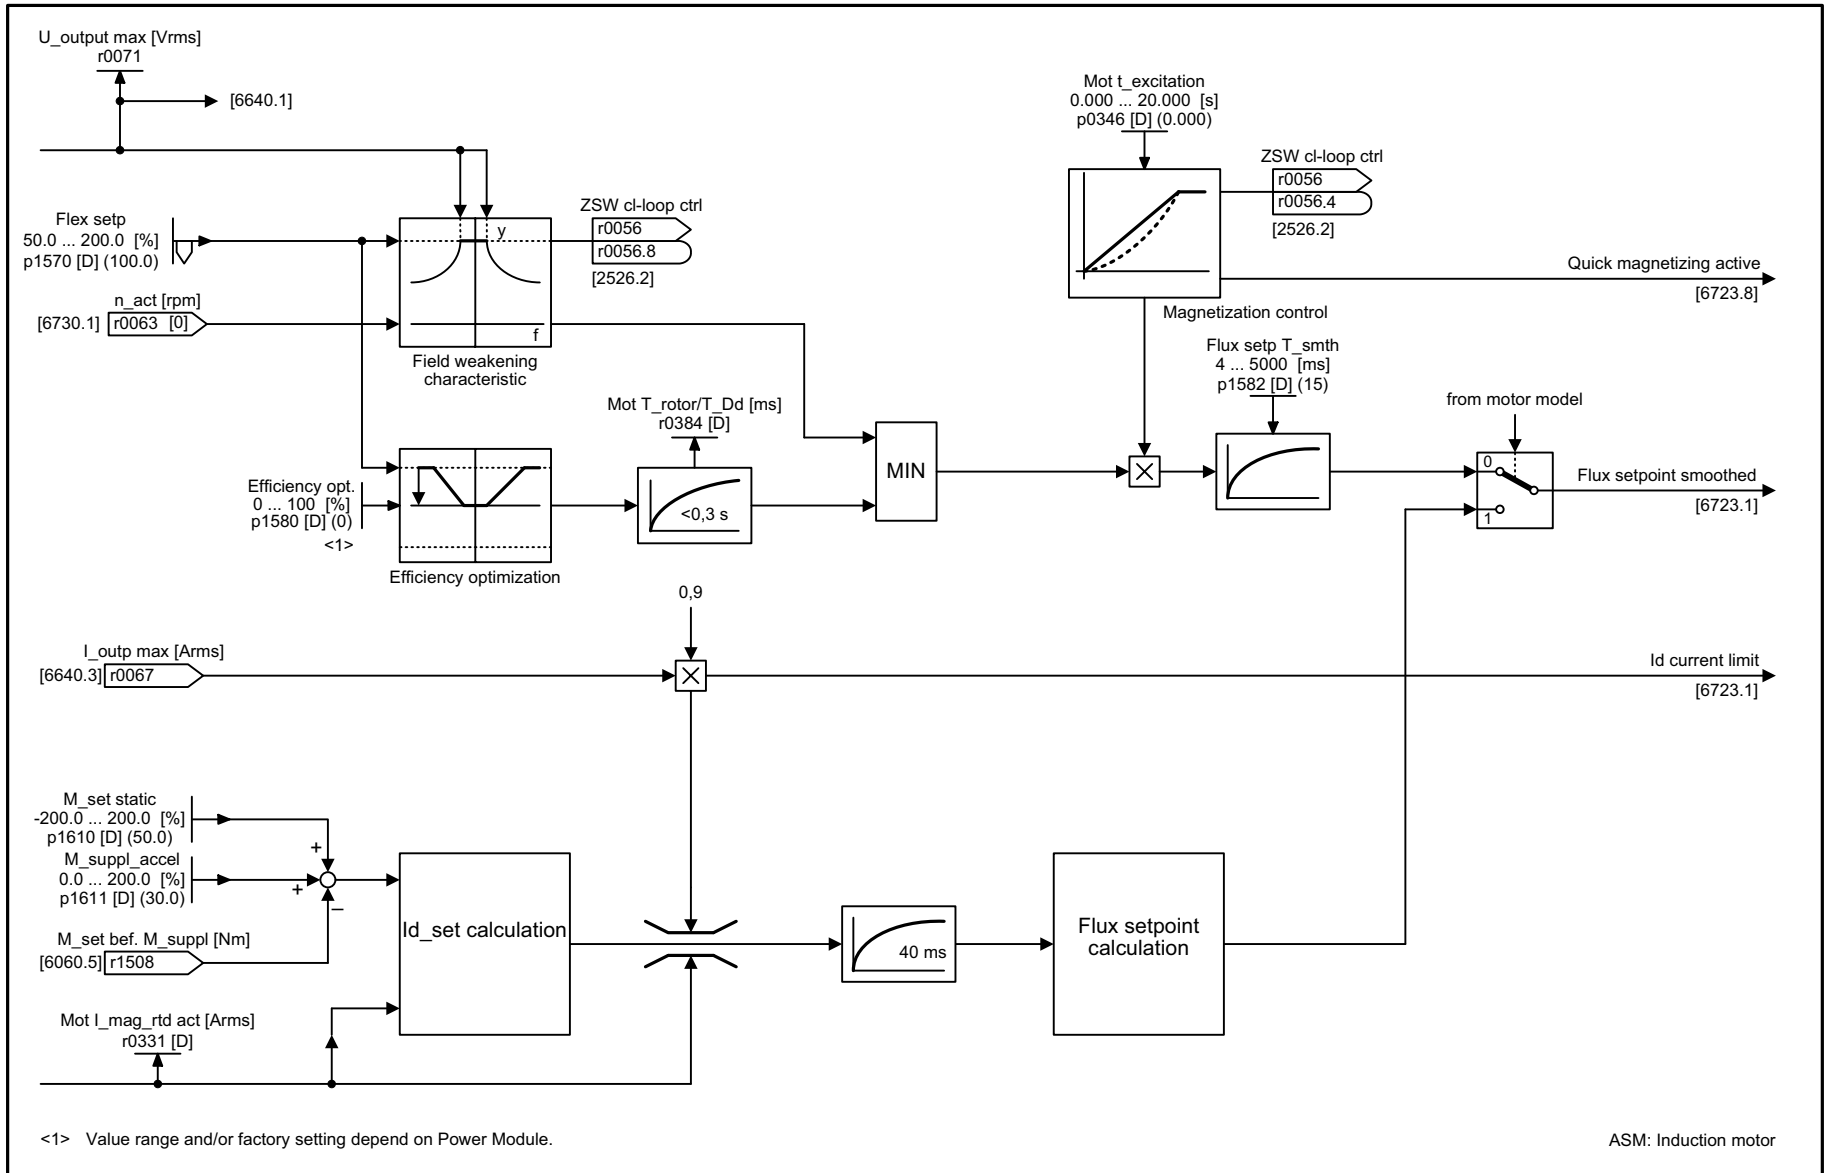 U_output max [Vrms]
r0071
[6640.1]
Flex setp
50.0 ... 200.0 [%]
p1570 [D] (100.0)
n_act [rpm]
[6730.1] r0063 [0]
y
f
Field weakening
characteristic
ZSW cl-loop ctrl
r0056
r0056.8
[2526.2]
Efficiency opt.
0 ... 100 [%]
p1580 [D] (0)
<1>
Efficiency optimization
Mot T_rotor/T_Dd [ms]
r0384 [D]
<0,3 s
MIN
Mot t_excitation
0.000 ... 20.000 [s]
p0346 [D] (0.000)
ZSW cl-loop ctrl
r0056
r0056.4
[2526.2]
Quick magnetizing active
[6723.8]
Magnetization control
Flux setp T_smth
4 ... 5000 [ms]
p1582 [D] (15)
from motor model
0
1
Flux setpoint smoothed
[6723.1]
0,9
I_outp max [Arms]
[6640.3] r0067
Id current limit
[6723.1]
M_set static
-200.0 ... 200.0 [%]
p1610 [D] (50.0)
+
M_suppl_accel
0.0 ... 200.0 [%]
p1611 [D] (30.0)
+
–
M_set bef. M_suppl [Nm]
[6060.5] r1508
Id_set calculation
40 ms
Flux setpoint
calculation
Mot I_mag_rtd act [Arms]
r0331 [D]
<1> Value range and/or factory setting depend on Power Module.
ASM: Induction motor